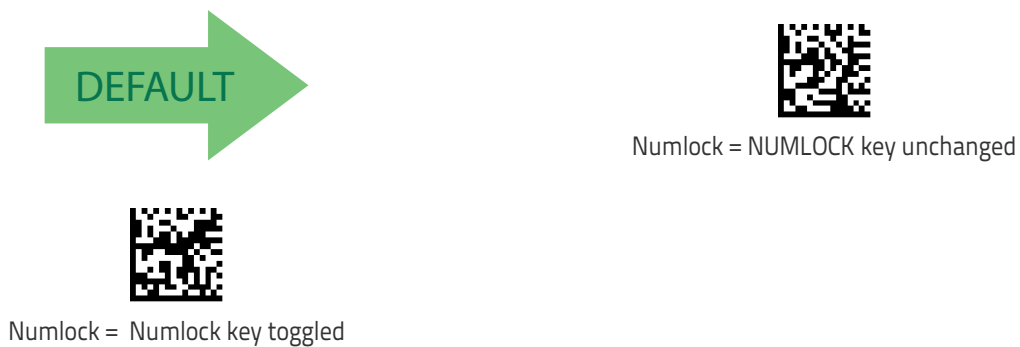 DEFAULT
Numlock = NUMLOCK key unchanged
Numlock = Numlock key toggled